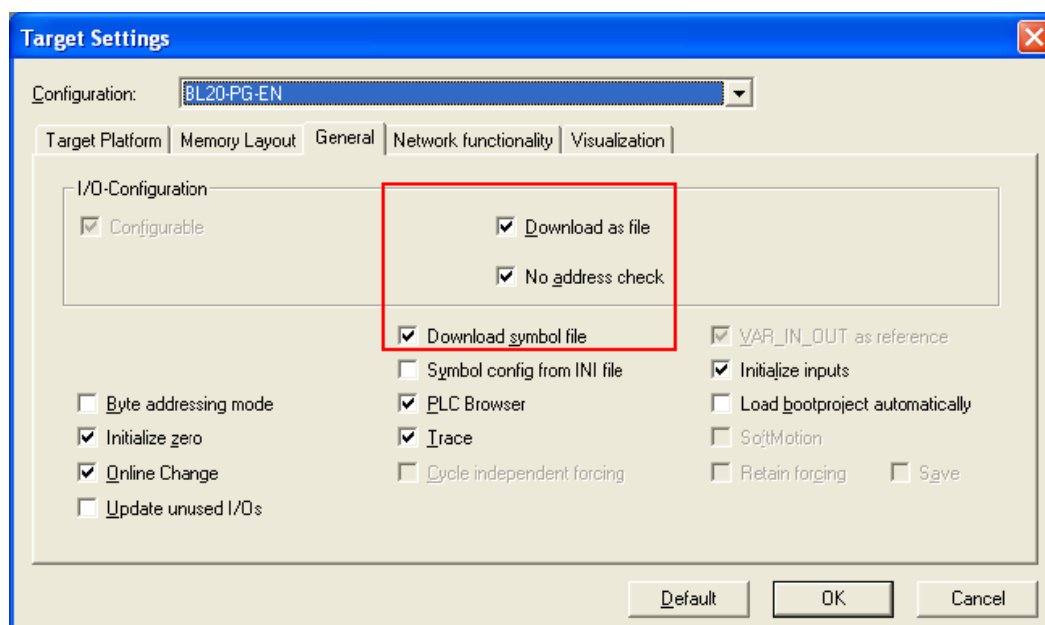 Target Settings
Configuration: BL20-PG-EN
Target Platform Memory Layout General Network functionality Visualization
I/O-Configuration
Configurable Download as file
No address check
Download symbol file VAR_IN_OUT as reference
Symbol config from INI file Initialize inputs
Byte addressing mode PLC Browser Load bootproject automatically
Initialize zero Trace SoftMotion
Online Change Cycle independent forcing Retain forcing Save
Update unused I/Os
Default OK Cancel